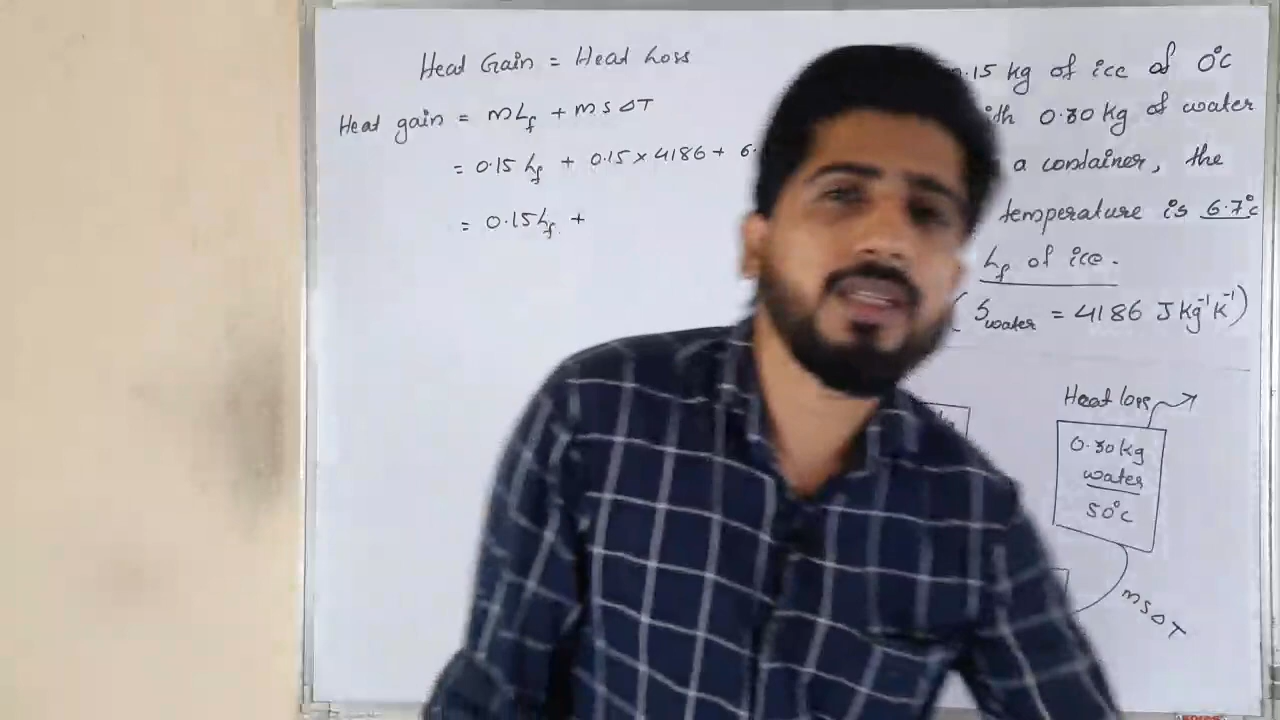 Heat Gain = Heat Loss
Heat gain = mLf + mSΔT
= 0.15 Lf + 0.15 × 4186 + 6.
= 0.15Lf +
.15 kg of ice of 0°C
0.30 kg of water
a container, the
temperature is 6.7°C
Lf of ice.
(Swater = 4186 J kg⁻¹ K⁻¹)
Heat loss
0.30 kg
water
50°C
mSΔT